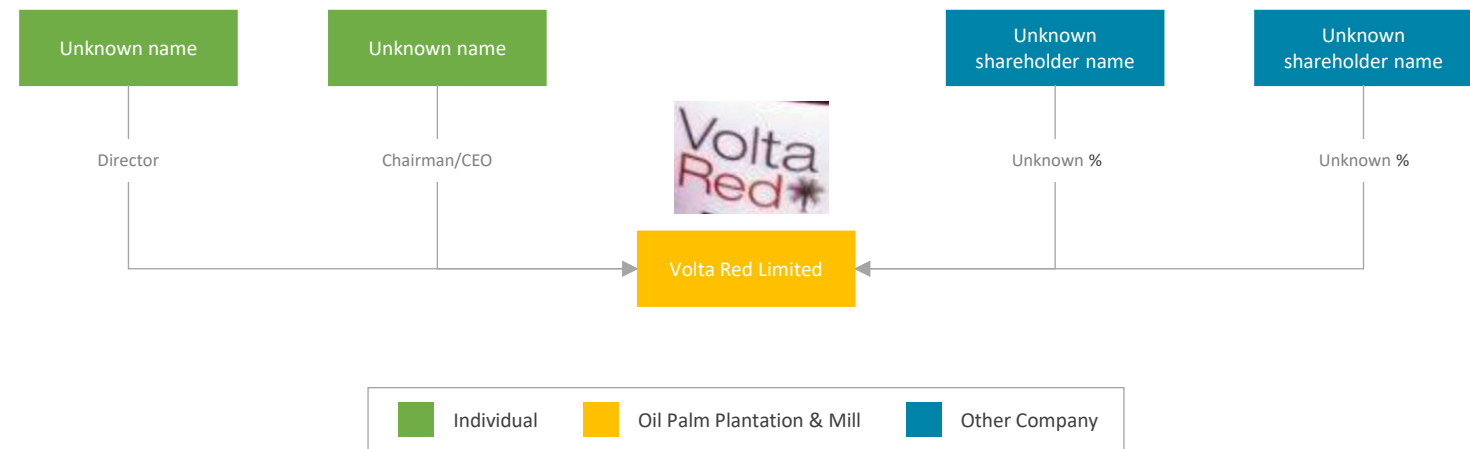 Unknown name
Unknown name
Unknown
shareholder name
Unknown
shareholder name
Volta
Red
Director
Chairman/CEO
Unknown %
Unknown %
Volta Red Limited
Individual
Oil Palm Plantation & Mill
Other Company